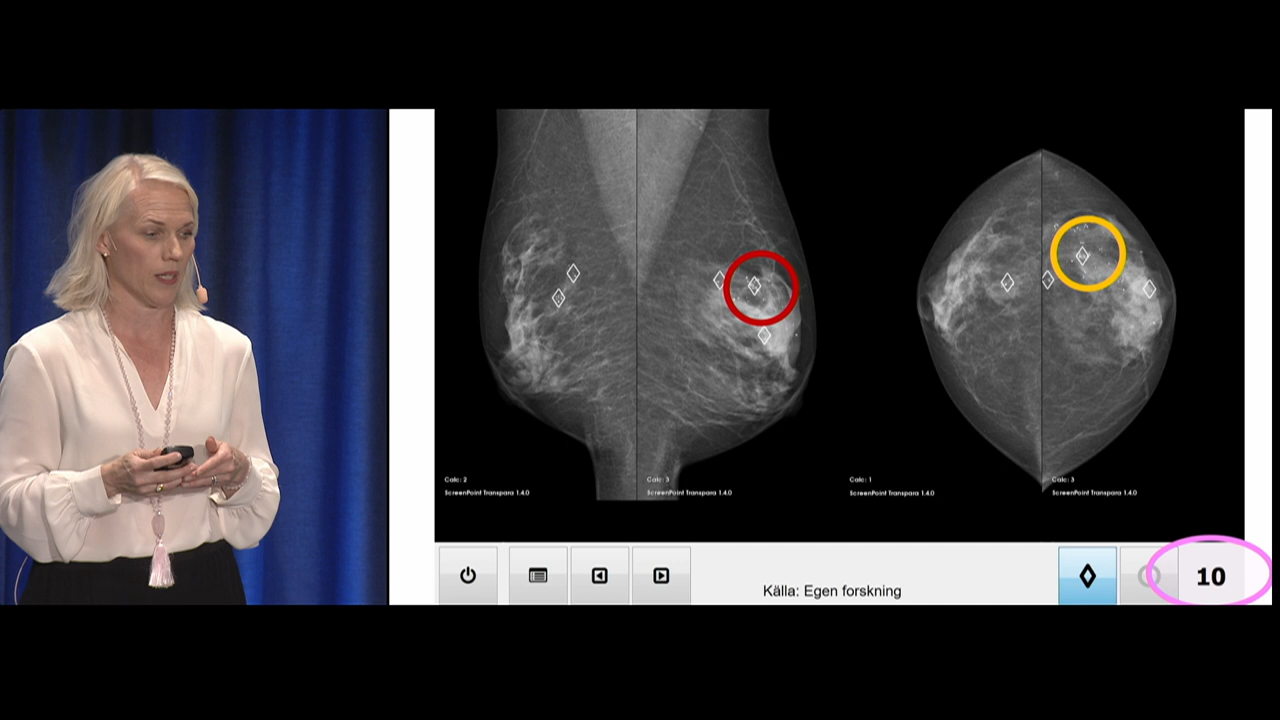 Calc: 2
ScreenPoint Transpara 1.4.0
Calc: 3
ScreenPoint Transpara 1.4.0
Calc: 1
ScreenPoint Transpara 1.4.0
Calc: 3
ScreenPoint Transpara 1.4.0
Källa: Egen forskning
10